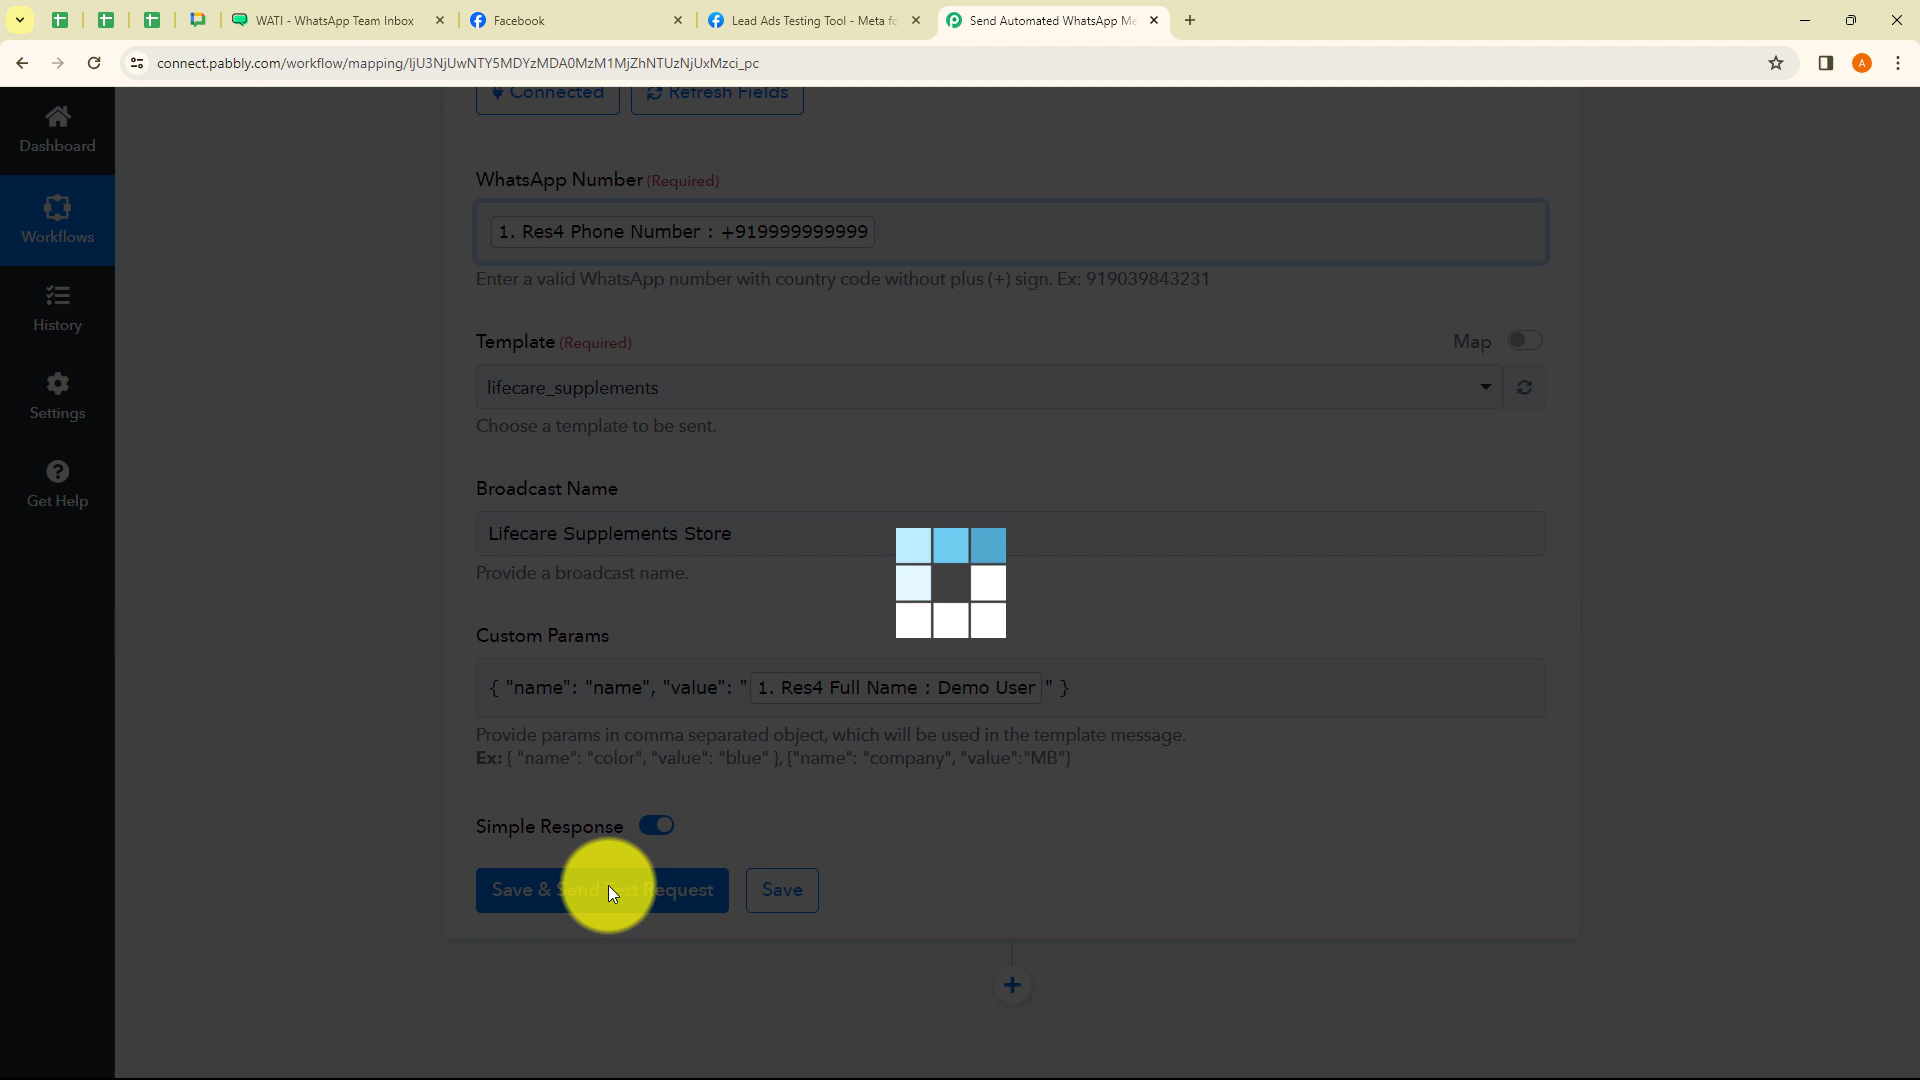 WATI - WhatsApp Team Inbox
Facebook
Lead Ads Testing Tool - Meta fo
Send Automated WhatsApp Me
connect.pabbly.com/workflow/mapping/IjU3NjUwNTY5MDYzMDA0MzM1MjZhNTUzNjUxMzci_pc
A
Connected
Refresh Fields
Dashboard
Workflows
History
Settings
Get Help
WhatsApp Number (Required)
1. Res4 Phone Number : +919999999999
Enter a valid WhatsApp number with country code without plus (+) sign. Ex: 919039843231
Template (Required)
Map
lifecare_supplements
Choose a template to be sent.
Broadcast Name
Lifecare Supplements Store
Provide a broadcast name.
Custom Params
{ "name": "name", "value": " 1. Res4 Full Name : Demo User " }
Provide params in comma separated object, which will be used in the template message.
Ex: { "name": "color", "value": "blue" }, {"name": "company", "value":"MB"}
Simple Response
Save & Send Test Request
Save